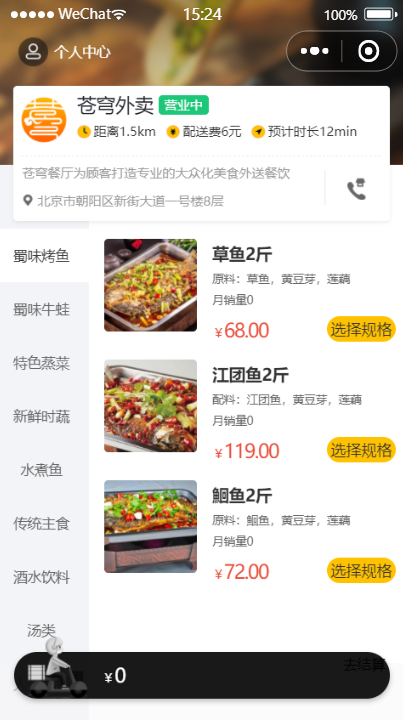 WeChat 15:24 100%
个人中心
苍穹外卖 营业中
距离1.5km 配送费6元 预计时长12min
苍穹餐厅为顾客打造专业的大众化美食外送餐饮
北京市朝阳区新街大道一号楼8层
蜀味烤鱼
蜀味牛蛙
特色蒸菜
新鲜时蔬
水煮鱼
传统主食
酒水饮料
汤类
草鱼2斤
原料：草鱼，黄豆芽，莲藕
月销量0
¥68.00 选择规格
江团鱼2斤
配料：江团鱼，黄豆芽，莲藕
月销量0
¥119.00 选择规格
鮰鱼2斤
原料：鮰鱼，黄豆芽，莲藕
月销量0
¥72.00 选择规格
¥0 去结算